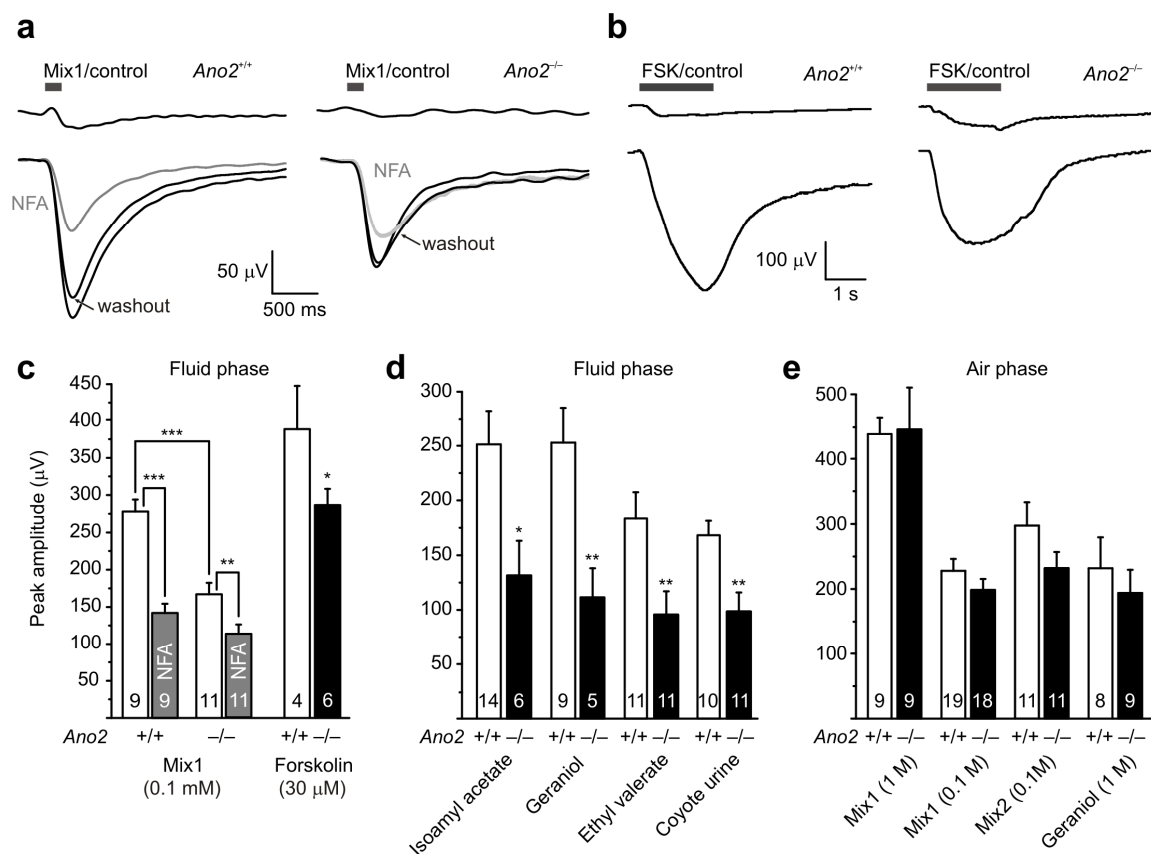 a
Mix1/control Ano2+/+
Mix1/control Ano2–/–
NFA
NFA
washout
washout
50 μV
500 ms
b
FSK/control Ano2+/+
FSK/control Ano2–/–
100 μV
1 s
c
Fluid phase
Peak amplitude (μV)
450
400
350
300
250
200
150
100
50
***
***
**
*
NFA
NFA
9 9 11 11 4 6
Ano2 +/+ –/– +/+ –/–
Mix1 Forskolin
(0.1 mM) (30 μM)
d
Fluid phase
300
250
200
150
100
50
* ** ** **
14 6 9 5 11 11 10 11
Ano2 +/+ –/– +/+ –/– +/+ –/– +/+ –/–
Isoamyl acetate
Geraniol
Ethyl valerate
Coyote urine
e
Air phase
500
400
300
200
100
9 9 19 18 11 11 8 9
Ano2 +/+ –/– +/+ –/– +/+ –/– +/+ –/–
Mix1 (1 M)
Mix1 (0.1 M)
Mix2 (0.1M)
Geraniol (1 M)